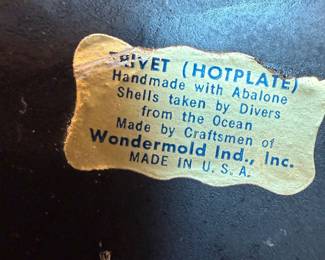 TRIVET (HOTPLATE)
Handmade with Abalone
Shells taken by Divers
from the Ocean
Made by Craftsmen of
Wondermold Ind., Inc.
MADE IN U. S. A.